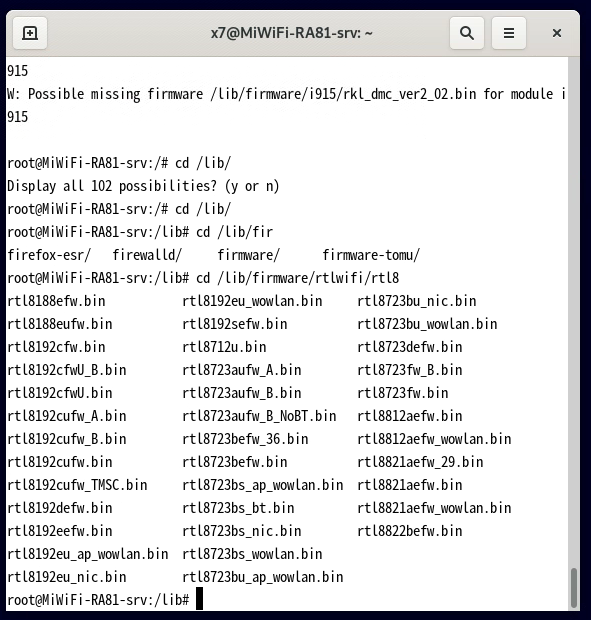 x7@MiWiFi-RA81-srv: ~
915
W: Possible missing firmware /lib/firmware/i915/rkl_dmc_ver2_02.bin for module i
915
root@MiWiFi-RA81-srv:/# cd /lib/
Display all 102 possibilities? (y or n)
root@MiWiFi-RA81-srv:/# cd /lib/
root@MiWiFi-RA81-srv:/lib# cd /lib/fir
firefox-esr/ firewalld/ firmware/ firmware-tomu/
root@MiWiFi-RA81-srv:/lib# cd /lib/firmware/rtlwifi/rtl8
rtl8188efw.bin rtl8192eu_wowlan.bin rtl8723bu_nic.bin
rtl8188eufw.bin rtl8192sefw.bin rtl8723bu_wowlan.bin
rtl8192cfw.bin rtl8712u.bin rtl8723defw.bin
rtl8192cfwU_B.bin rtl8723aufw_A.bin rtl8723fw_B.bin
rtl8192cfwU.bin rtl8723aufw_B.bin rtl8723fw.bin
rtl8192cufw_A.bin rtl8723aufw_B_NoBT.bin rtl8812aefw.bin
rtl8192cufw_B.bin rtl8723befw_36.bin rtl8812aefw_wowlan.bin
rtl8192cufw.bin rtl8723befw.bin rtl8821aefw_29.bin
rtl8192cufw_TMSC.bin rtl8723bs_ap_wowlan.bin rtl8821aefw.bin
rtl8192defw.bin rtl8723bs_bt.bin rtl8821aefw_wowlan.bin
rtl8192eefw.bin rtl8723bs_nic.bin rtl8822befw.bin
rtl8192eu_ap_wowlan.bin rtl8723bs_wowlan.bin
rtl8192eu_nic.bin rtl8723bu_ap_wowlan.bin
root@MiWiFi-RA81-srv:/lib#